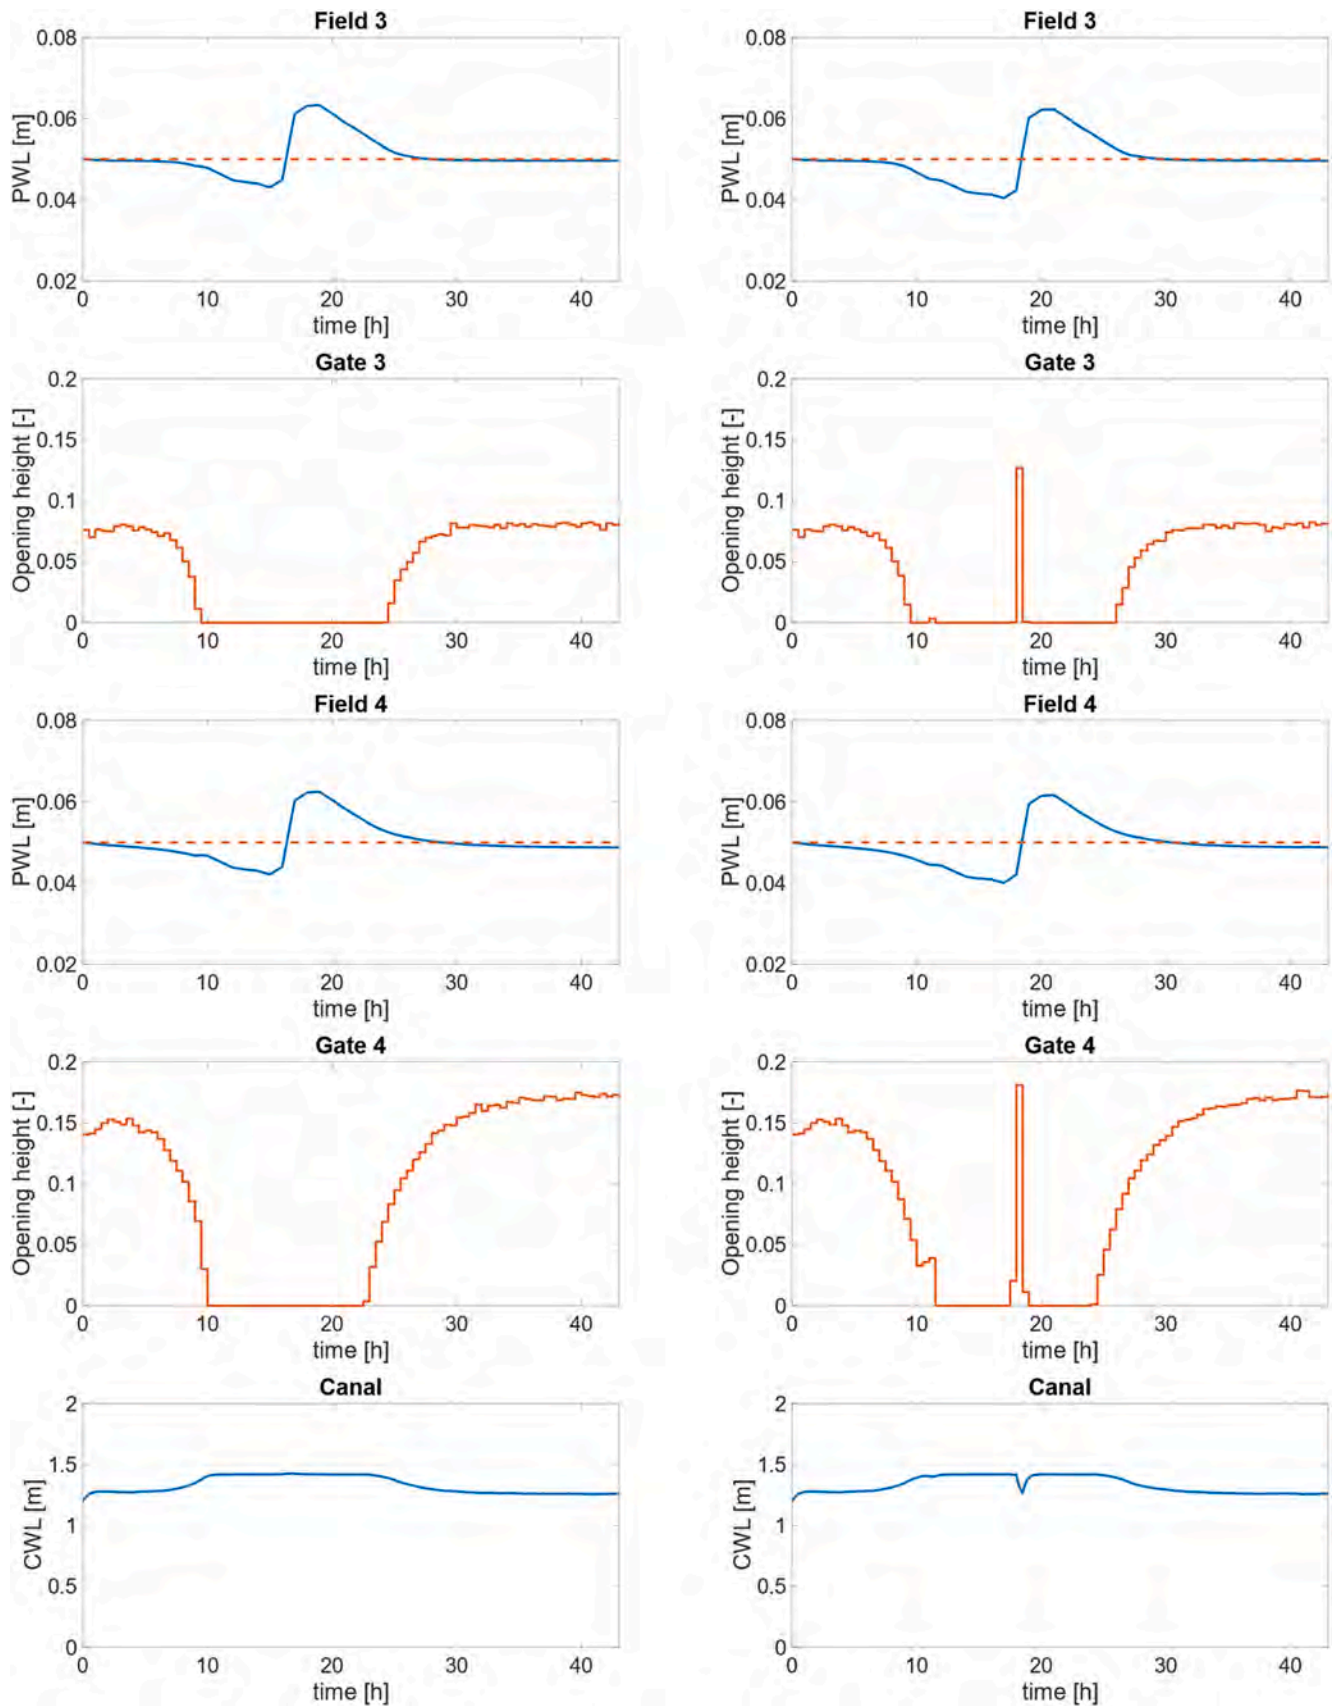 Field 3
0.08
0.06
0.04
0.02
PWL [m]
0 10 20 30 40
time [h]
Field 3
0.08
0.06
0.04
0.02
PWL [m]
0 10 20 30 40
time [h]
Gate 3
0.2
0.15
0.1
0.05
0
Opening height [-]
0 10 20 30 40
time [h]
Gate 3
0.2
0.15
0.1
0.05
0
Opening height [-]
0 10 20 30 40
time [h]
Field 4
0.08
0.06
0.04
0.02
PWL [m]
0 10 20 30 40
time [h]
Field 4
0.08
0.06
0.04
0.02
PWL [m]
0 10 20 30 40
time [h]
Gate 4
0.2
0.15
0.1
0.05
0
Opening height [-]
0 10 20 30 40
time [h]
Gate 4
0.2
0.15
0.1
0.05
0
Opening height [-]
0 10 20 30 40
time [h]
Canal
2
1.5
1
0.5
0
CWL [m]
0 10 20 30 40
time [h]
Canal
2
1.5
1
0.5
0
CWL [m]
0 10 20 30 40
time [h]